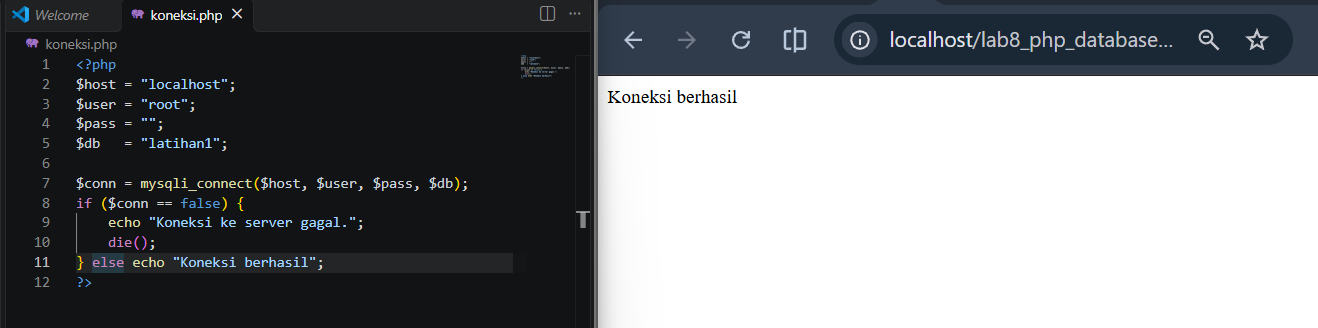 Welcome
koneksi.php
koneksi.php
1 <?php
2 $host = "localhost";
3 $user = "root";
4 $pass = "";
5 $db   = "latihan1";
6
7 $conn = mysqli_connect($host, $user, $pass, $db);
8 if ($conn == false) {
9     echo "Koneksi ke server gagal.";
10     die();
11 } else echo "Koneksi berhasil";
12 ?>
localhost/lab8_php_database...
Koneksi berhasil